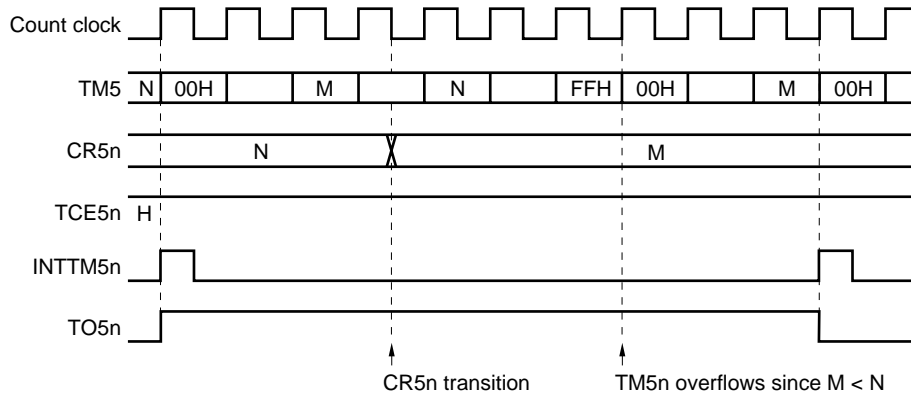 Count clock
TM5 N 00H M N FFH 00H M 00H
CR5n N M
TCE5n H
INTTM5n
TO5n
CR5n transition TM5n overflows since M < N